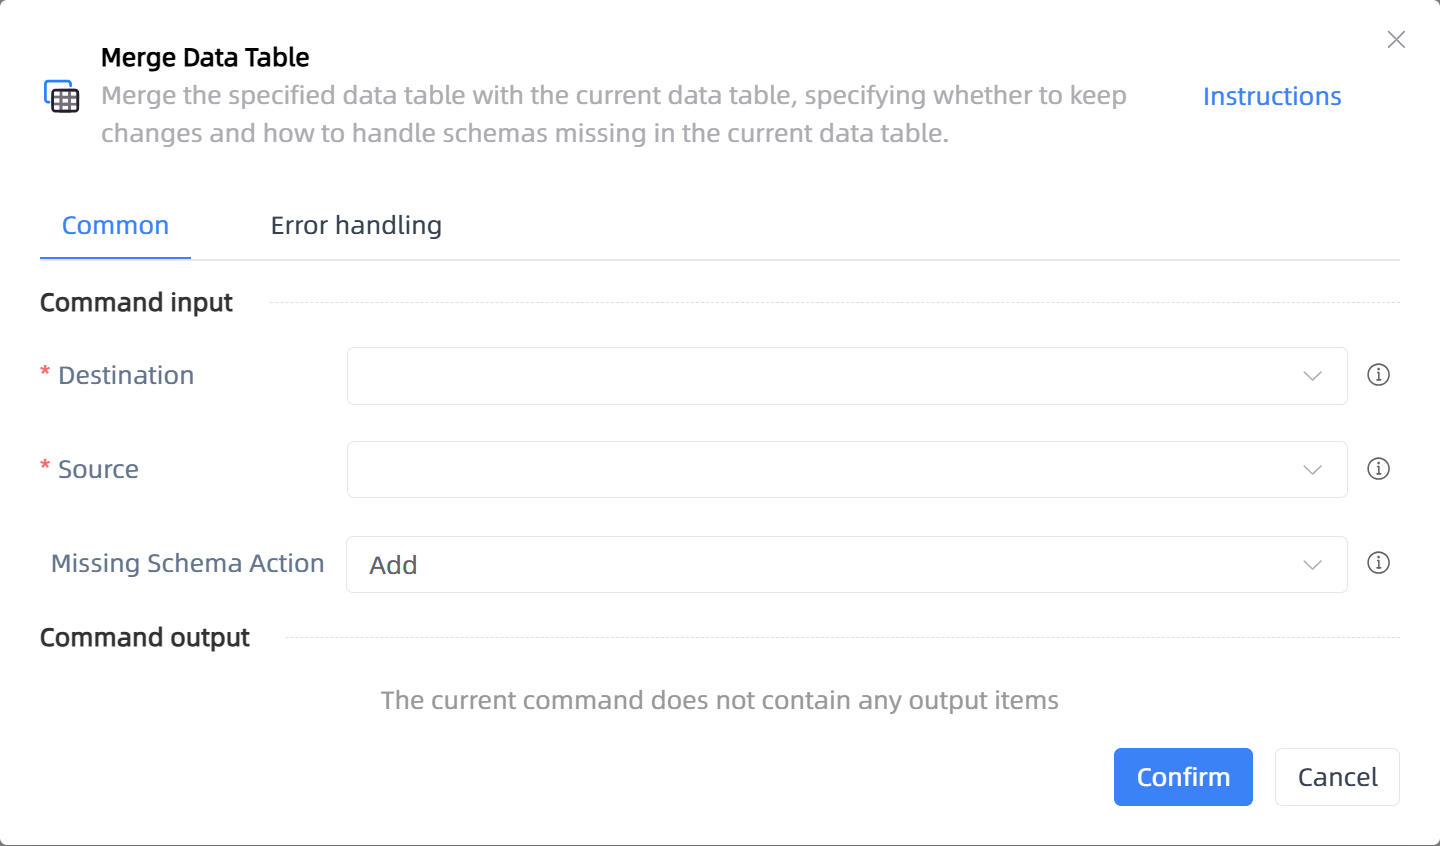 Merge Data Table
Merge the specified data table with the current data table, specifying whether to keep
changes and how to handle schemas missing in the current data table.
Instructions
Common
Error handling
Command input
* Destination
* Source
Missing Schema Action
Add
Command output
The current command does not contain any output items
Confirm
Cancel